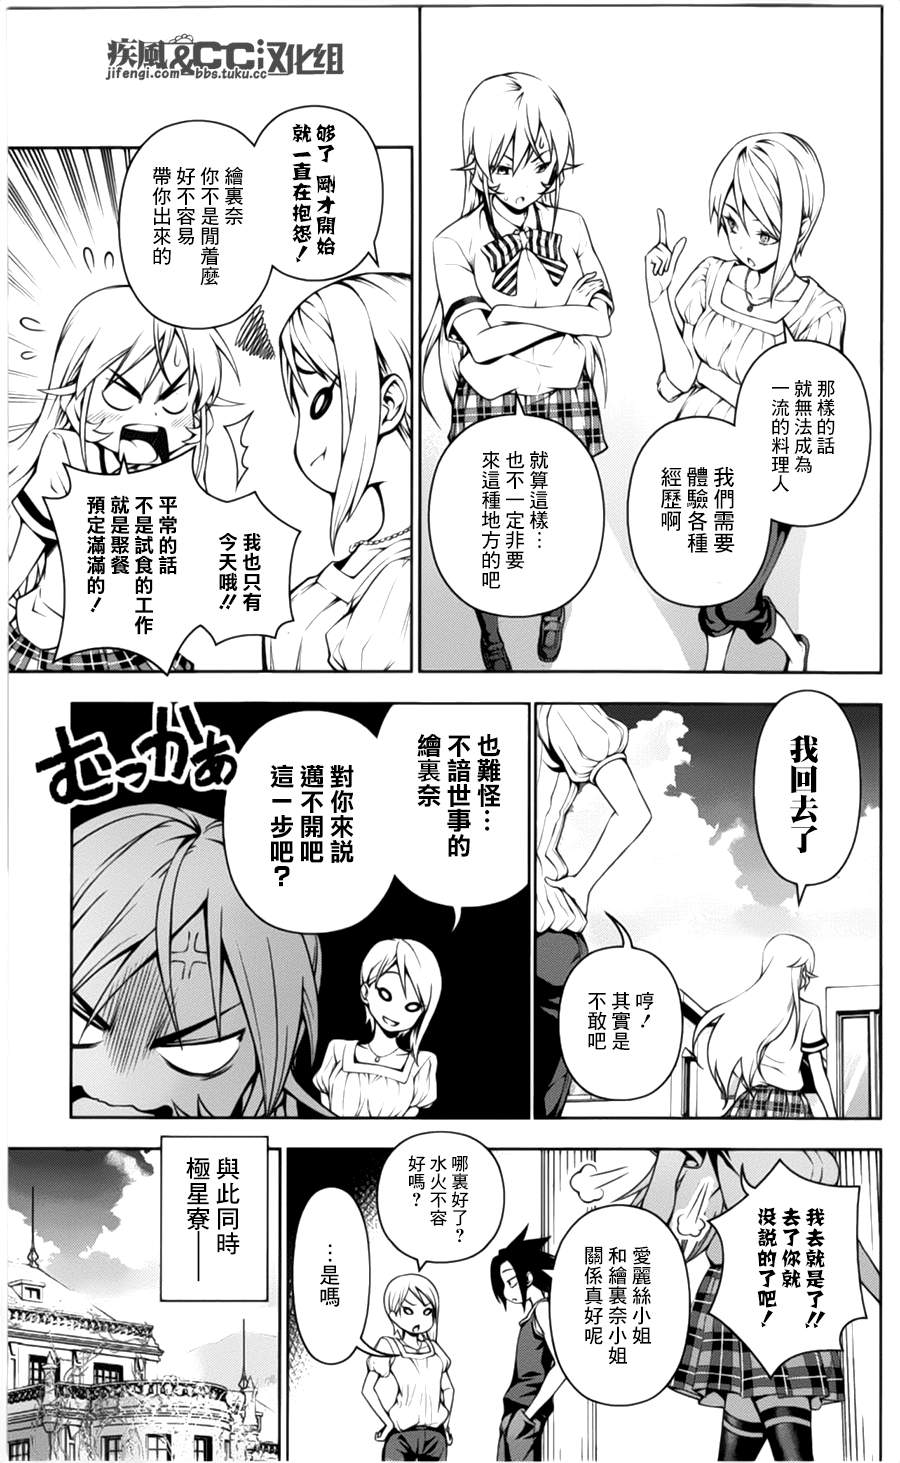 疾風&CC汉化组
jifengi.com bbs.tuku.cc
那樣的話
就無法成為
一流的料理人
我們需要
體驗各種
經歷啊
就算這樣…
也不一定非要
來這種地方的吧
够了 剛才開始
就一直在抱怨！
繪裏奈
你不是閒着麼
好不容易
帶你出來的
我也只有
今天哦!!
平常的話
不是試食的工作
就是聚餐
預定滿滿的！
我回去了
哼！
其實是
不敢吧
也難怪…
不諳世事的
繪裏奈
對你來說
邁不開吧
這一步吧？
むっかぁ
我去就是了!!
去了你就
没説的了吧！
愛麗絲小姐
和繪裏奈小姐
關係真好呢
哪裏好了？
水火不容
好嗎？
…是嗎
與此同時
極星寮──